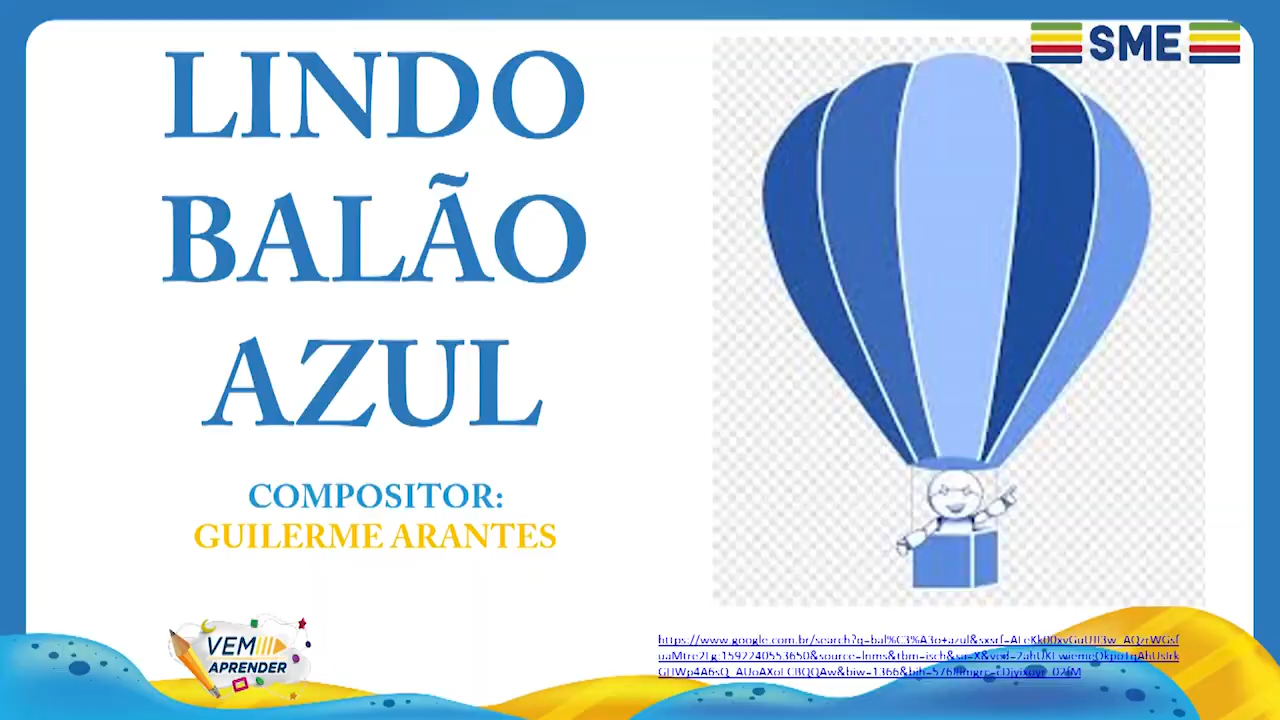 SME
LINDO
BALÃO
AZUL
COMPOSITOR:
GUILERME ARANTES
VEM
APRENDER